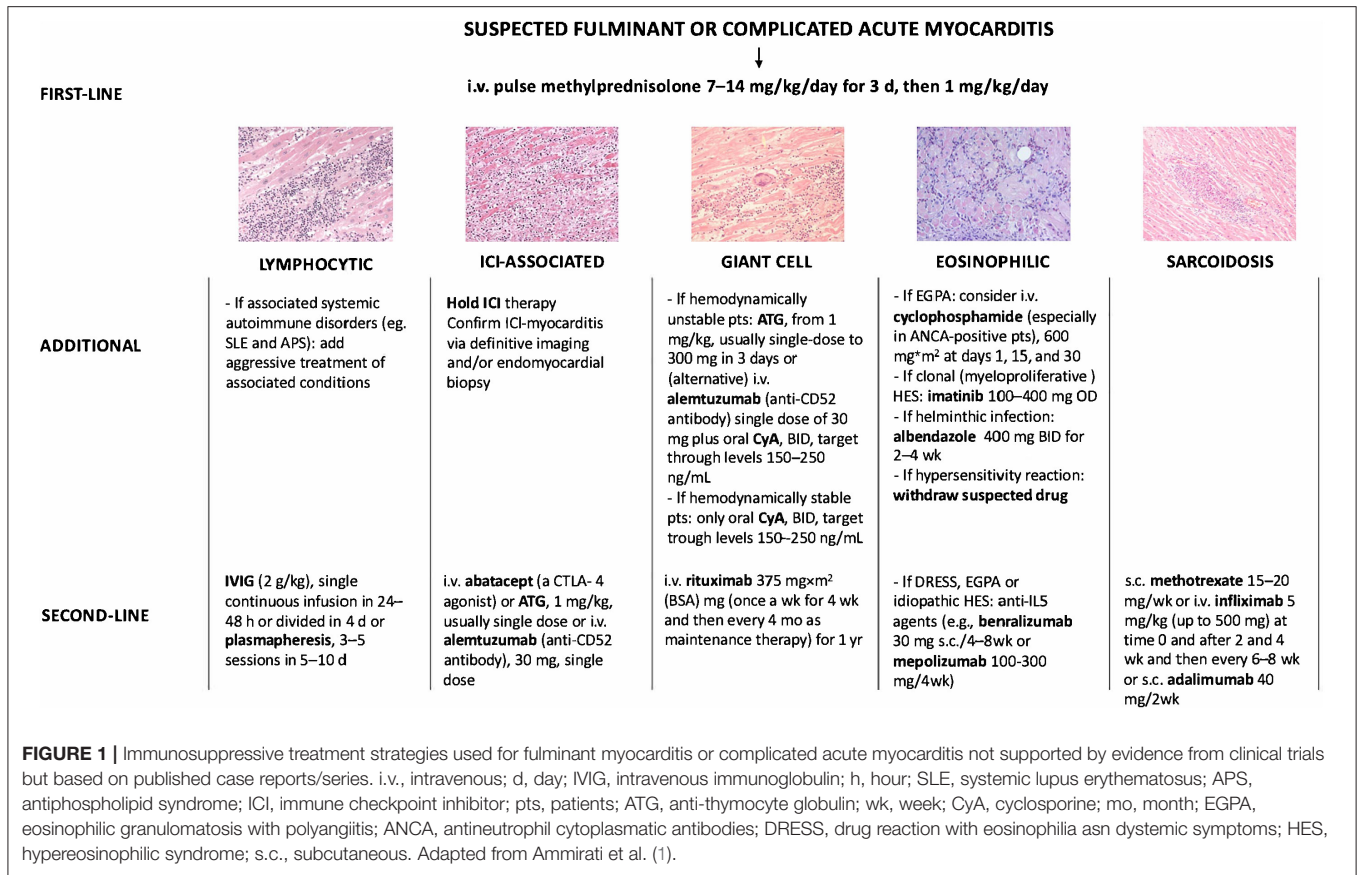 SUSPECTED FULMINANT OR COMPLICATED ACUTE MYOCARDITIS
FIRST-LINE
i.v. pulse methylprednisolone 7–14 mg/kg/day for 3 d, then 1 mg/kg/day
LYMPHOCYTIC
ICI-ASSOCIATED
GIANT CELL
EOSINOPHILIC
SARCOIDOSIS
ADDITIONAL
- If associated systemic
autoimmune disorders (eg.
SLE and APS): add
aggressive treatment of
associated conditions
Hold ICI therapy
Confirm ICI-myocarditis
via definitive imaging
and/or endomyocardial
biopsy
- If hemodynamically
unstable pts: ATG, from 1
mg/kg, usually single-dose to
300 mg in 3 days or
(alternative) i.v.
alemtuzumab (anti-CD52
antibody) single dose of 30
mg plus oral CyA, BID, target
through levels 150–250
ng/mL
- If hemodynamically stable
pts: only oral CyA, BID, target
trough levels 150–250 ng/mL
- If EGPA: consider i.v.
cyclophosphamide (especially
in ANCA-positive pts), 600
mg*m² at days 1, 15, and 30
- If clonal (myeloproliferative )
HES: imatinib 100–400 mg OD
- If helminthic infection:
albendazole 400 mg BID for
2–4 wk
- If hypersensitivity reaction:
withdraw suspected drug
SECOND-LINE
IVIG (2 g/kg), single
continuous infusion in 24–
48 h or divided in 4 d or
plasmapheresis, 3–5
sessions in 5–10 d
i.v. abatacept (a CTLA- 4
agonist) or ATG, 1 mg/kg,
usually single dose or i.v.
alemtuzumab (anti-CD52
antibody), 30 mg, single
dose
i.v. rituximab 375 mg×m²
(BSA) mg (once a wk for 4 wk
and then every 4 mo as
maintenance therapy) for 1 yr
- If DRESS, EGPA or
idiopathic HES: anti-IL5
agents (e.g., benralizumab
30 mg s.c./4–8wk or
mepolizumab 100-300
mg/4wk)
s.c. methotrexate 15–20
mg/wk or i.v. infliximab 5
mg/kg (up to 500 mg) at
time 0 and after 2 and 4
wk and then every 6–8 wk
or s.c. adalimumab 40
mg/2wk
FIGURE 1 | Immunosuppressive treatment strategies used for fulminant myocarditis or complicated acute myocarditis not supported by evidence from clinical trials
but based on published case reports/series. i.v., intravenous; d, day; IVIG, intravenous immunoglobulin; h, hour; SLE, systemic lupus erythematosus; APS,
antiphospholipid syndrome; ICI, immune checkpoint inhibitor; pts, patients; ATG, anti-thymocyte globulin; wk, week; CyA, cyclosporine; mo, month; EGPA,
eosinophilic granulomatosis with polyangiitis; ANCA, antineutrophil cytoplasmatic antibodies; DRESS, drug reaction with eosinophilia asn dystemic symptoms; HES,
hypereosinophilic syndrome; s.c., subcutaneous. Adapted from Ammirati et al. (1).